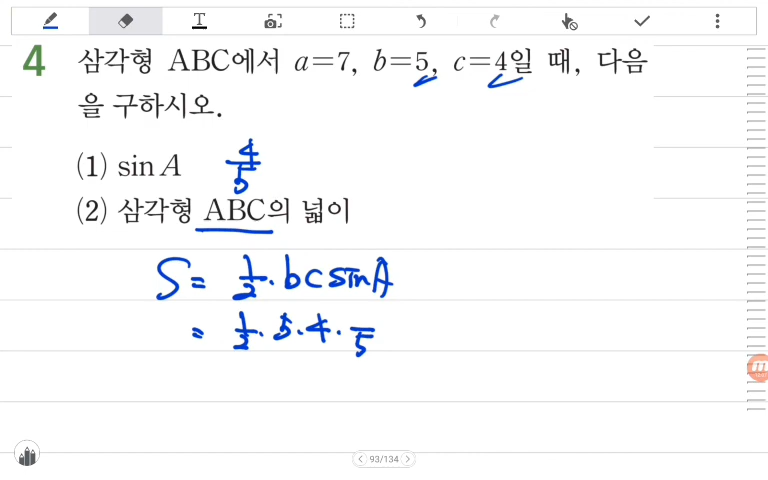 4 삼각형 ABC에서 a=7, b=5, c=4일 때, 다음
을 구하시오.
(1) sin A 4/5
(2) 삼각형 ABC의 넓이
S = 1/2 · bc sin A
= 1/2 · 5 · 4 · /5
93/134